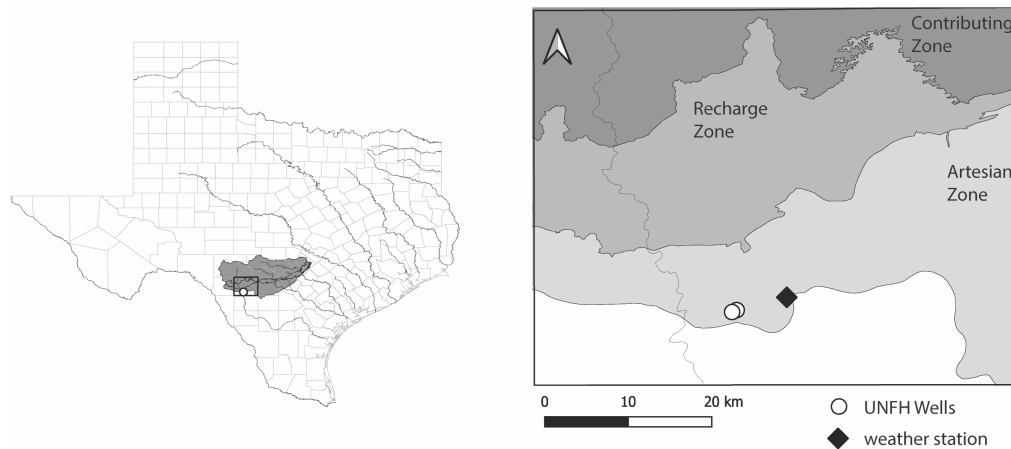 Contributing
Zone
Recharge
Zone
Artesian
Zone
0 10 20 km
UNFH Wells
weather station